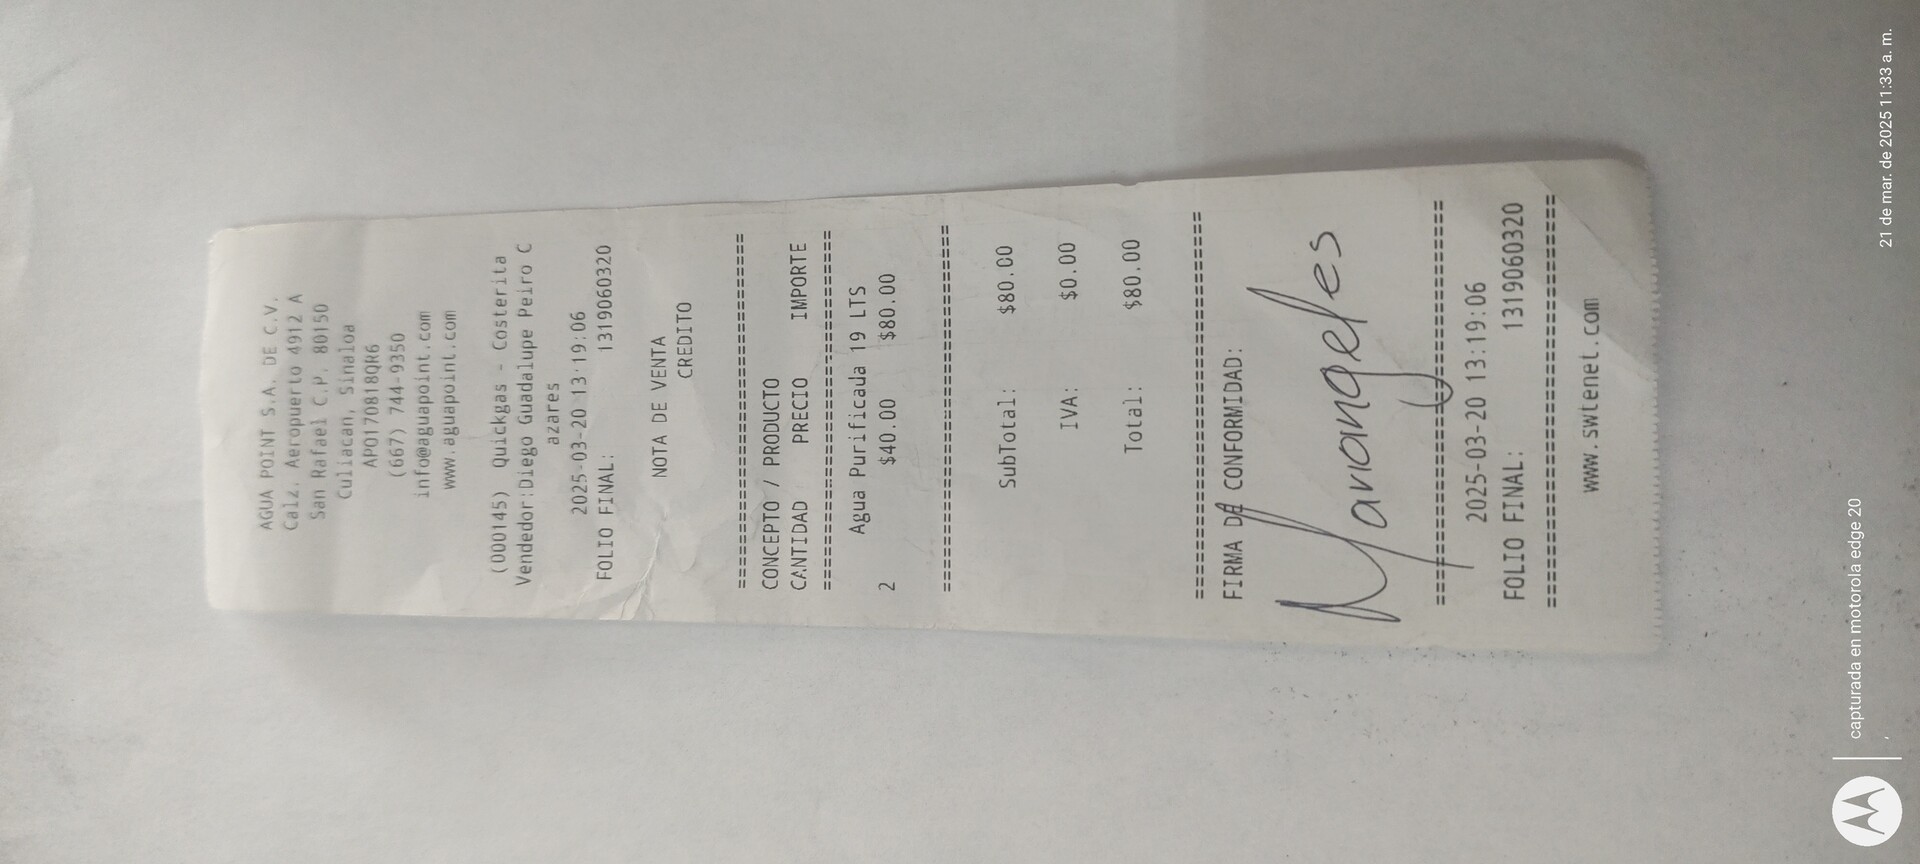 AGUA POINT S.A. DE C.V.
Calz. Aeropuerto 4912 A
San Rafael C.P. 80150
Culiacan, Sinaloa
APO170818QR6
(667) 744-9350
info@aguapoint.com
www.aguapoint.com
(000145) Quickgas - Costerita
Vendedor:Diego Guadalupe Peiro C
azares
2025-03-20 13:19:06
FOLIO FINAL: 1319060320
NOTA DE VENTA
CREDITO
================================
CONCEPTO / PRODUCTO
CANTIDAD PRECIO IMPORTE
================================
Agua Purificada 19 LTS
2 $40.00 $80.00
================================
SubTotal: $80.00
IVA: $0.00
Total: $80.00
================================
FIRMA DE CONFORMIDAD:
Mariangeles
================================
2025-03-20 13:19:06
FOLIO FINAL: 1319060320
================================
www.swtenet.com
capturada en motorola edge 20
21 de mar. de 2025 11:33 a. m.